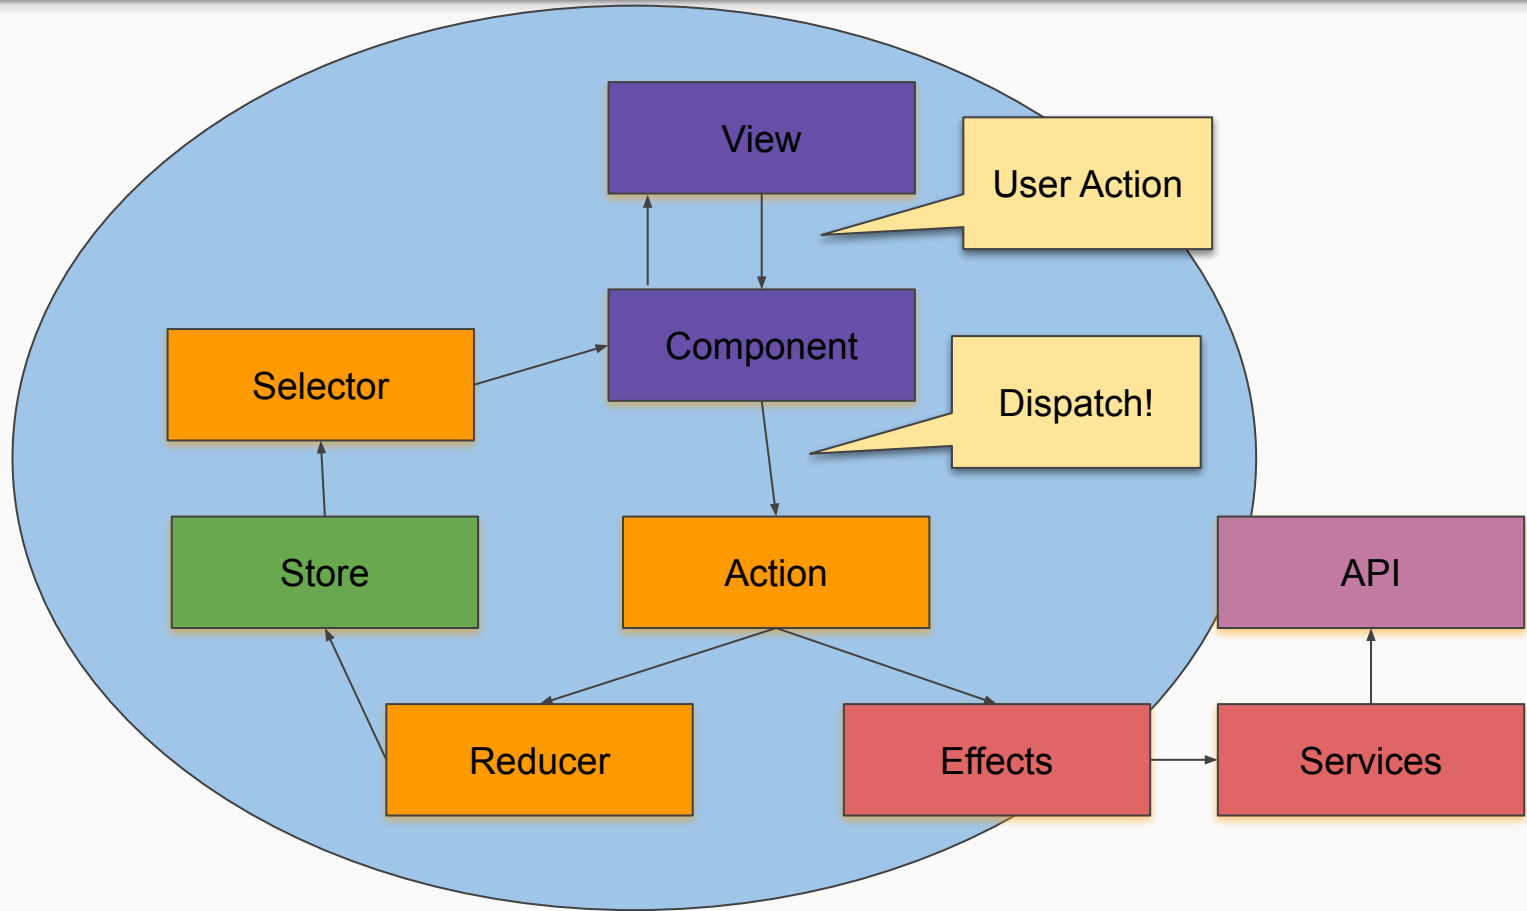 View
User Action
Component
Selector
Dispatch!
Store
Action
API
Reducer
Effects
Services